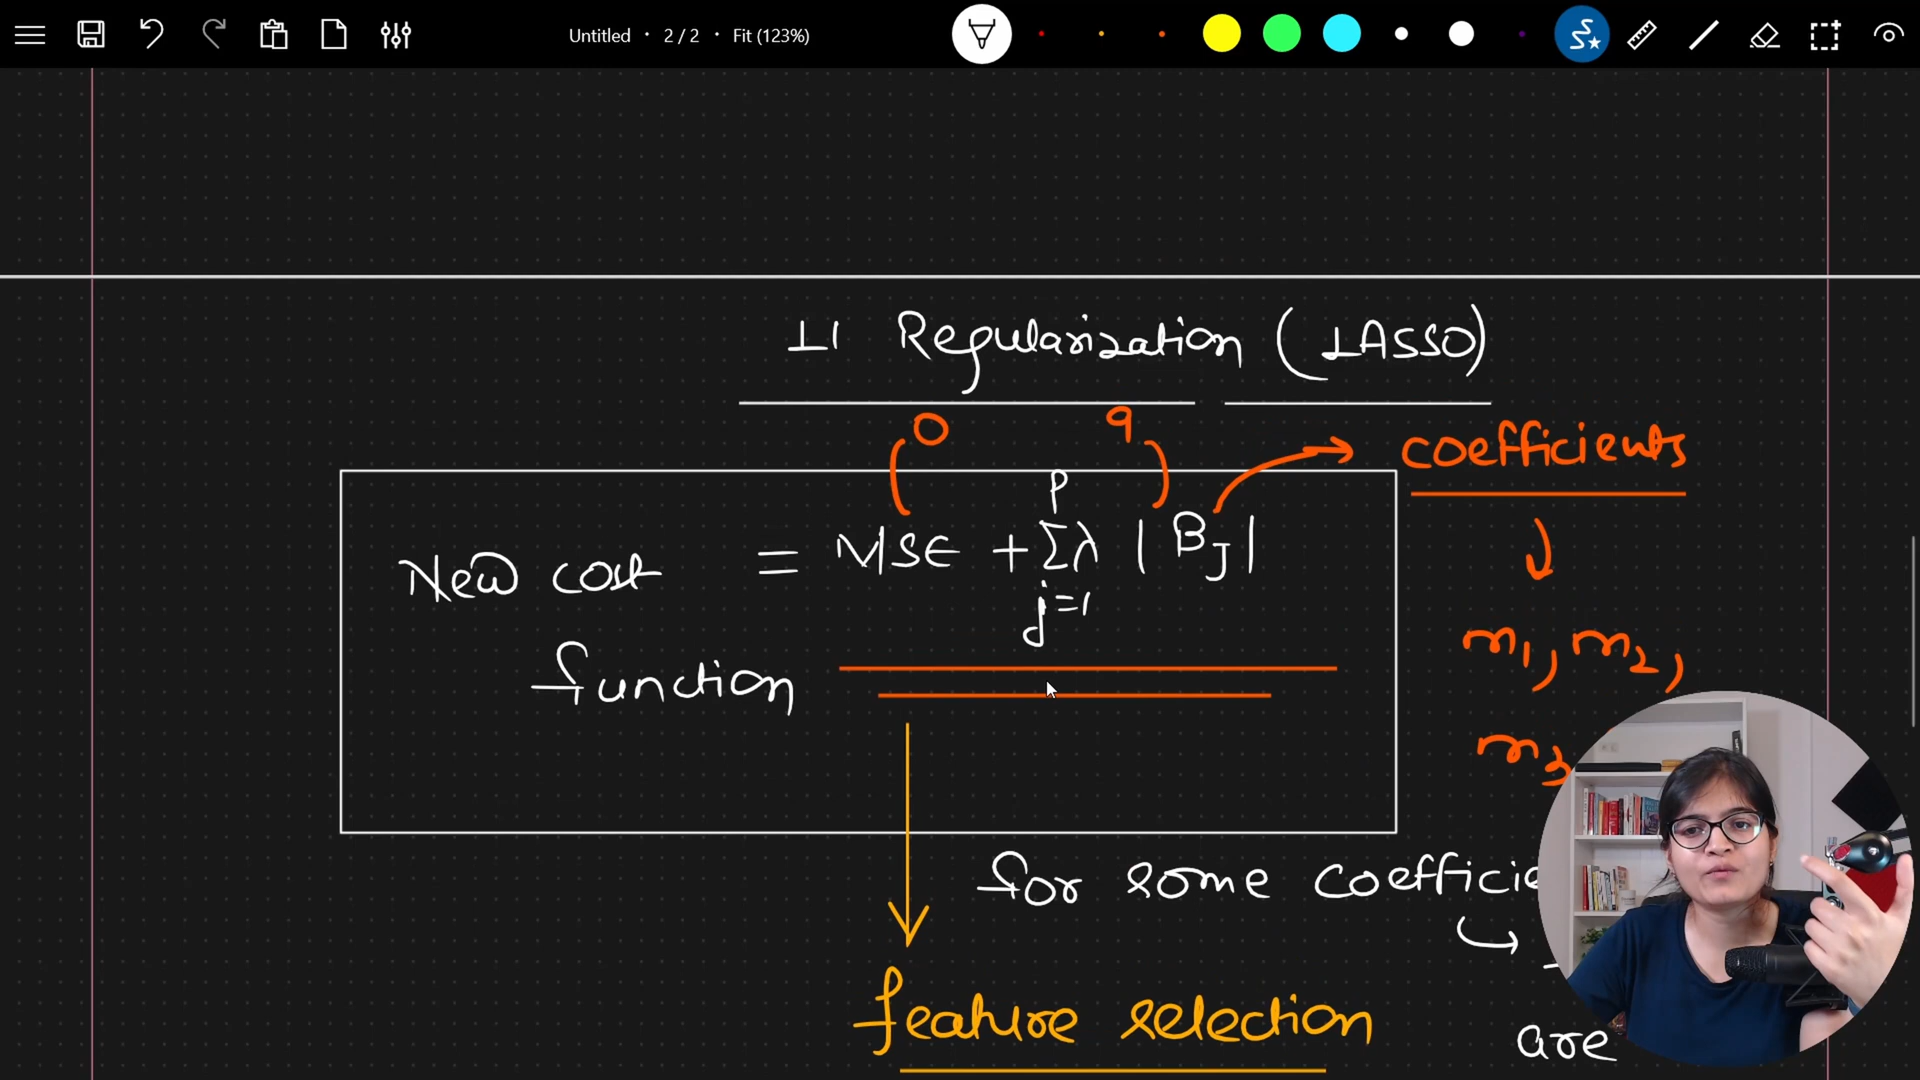 Untitled • 2 / 2 • Fit (123%)
L1 Regularization (LASSO)
0 9
coefficients
New cost function = MSE + Σλ |BJ|
p
j=1
m1, m2,
m3
for some coefficie
feature selection
are